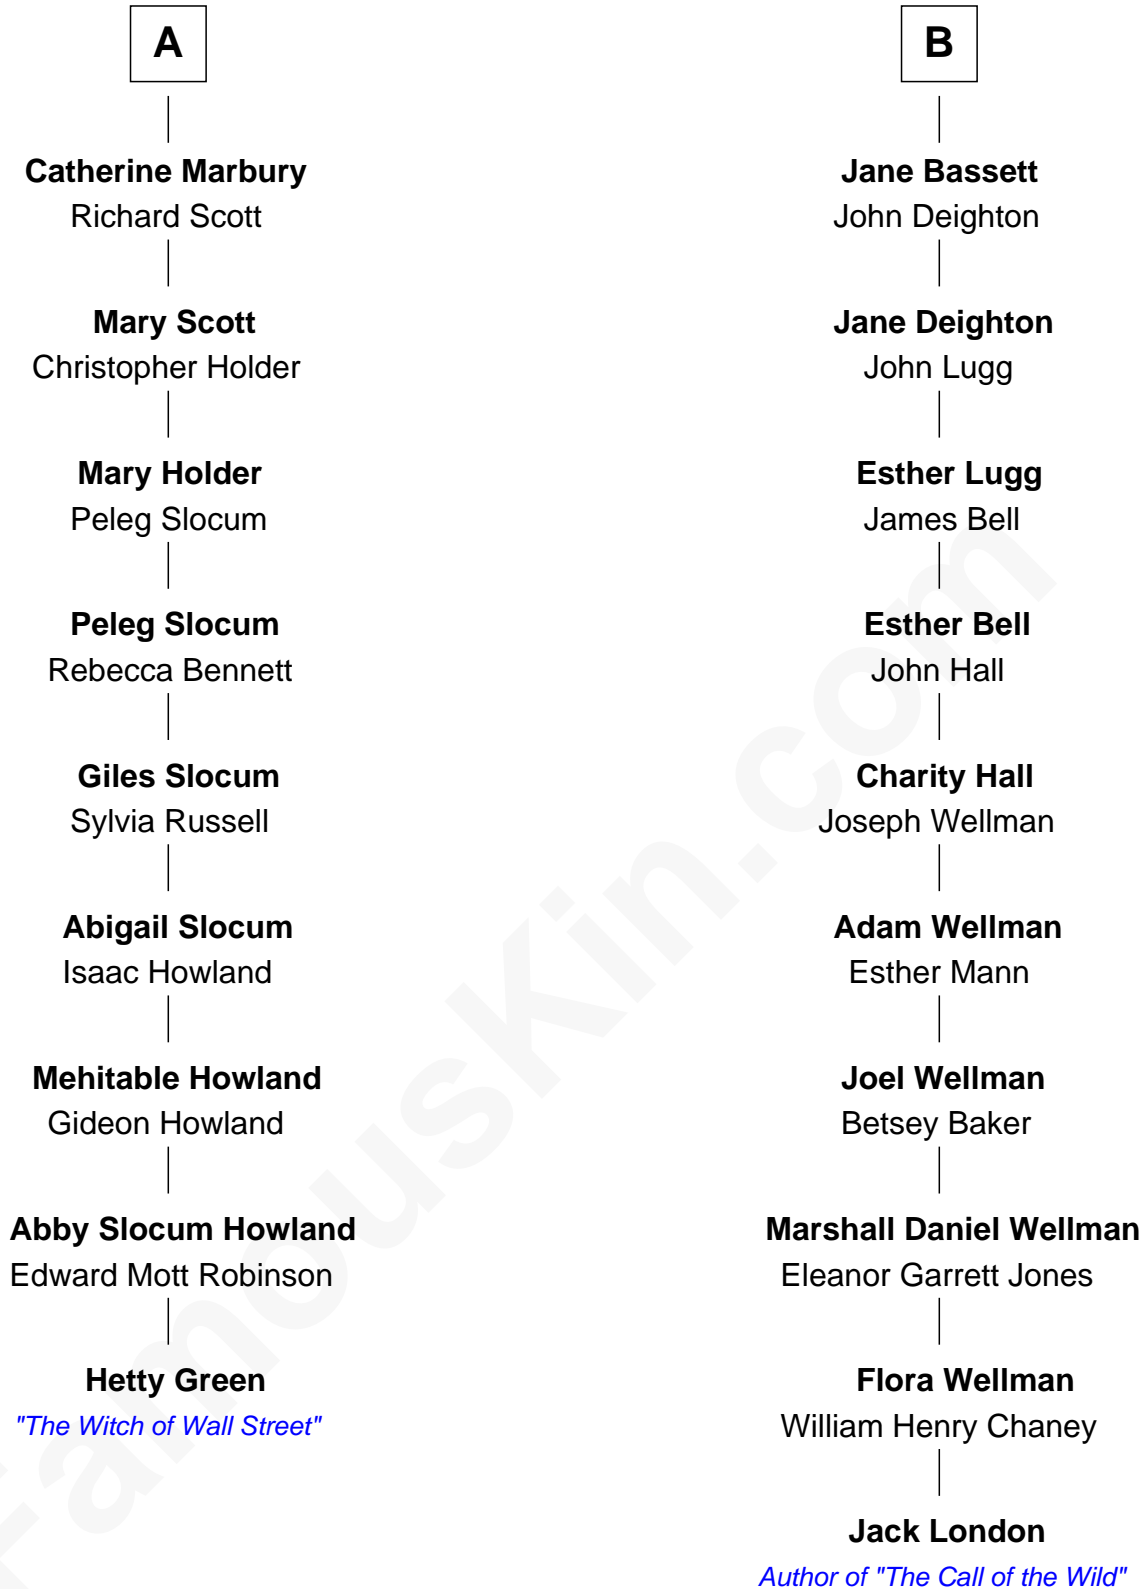 A
Catherine Marbury
Richard Scott
Mary Scott
Christopher Holder
Mary Holder
Peleg Slocum
Peleg Slocum
Rebecca Bennett
Giles Slocum
Sylvia Russell
Abigail Slocum
Isaac Howland
Mehitable Howland
Gideon Howland
Abby Slocum Howland
Edward Mott Robinson
Hetty Green
"The Witch of Wall Street"
B
Jane Bassett
John Deighton
Jane Deighton
John Lugg
Esther Lugg
James Bell
Esther Bell
John Hall
Charity Hall
Joseph Wellman
Adam Wellman
Esther Mann
Joel Wellman
Betsey Baker
Marshall Daniel Wellman
Eleanor Garrett Jones
Flora Wellman
William Henry Chaney
Jack London
Author of "The Call of the Wild"
FamousKin.com